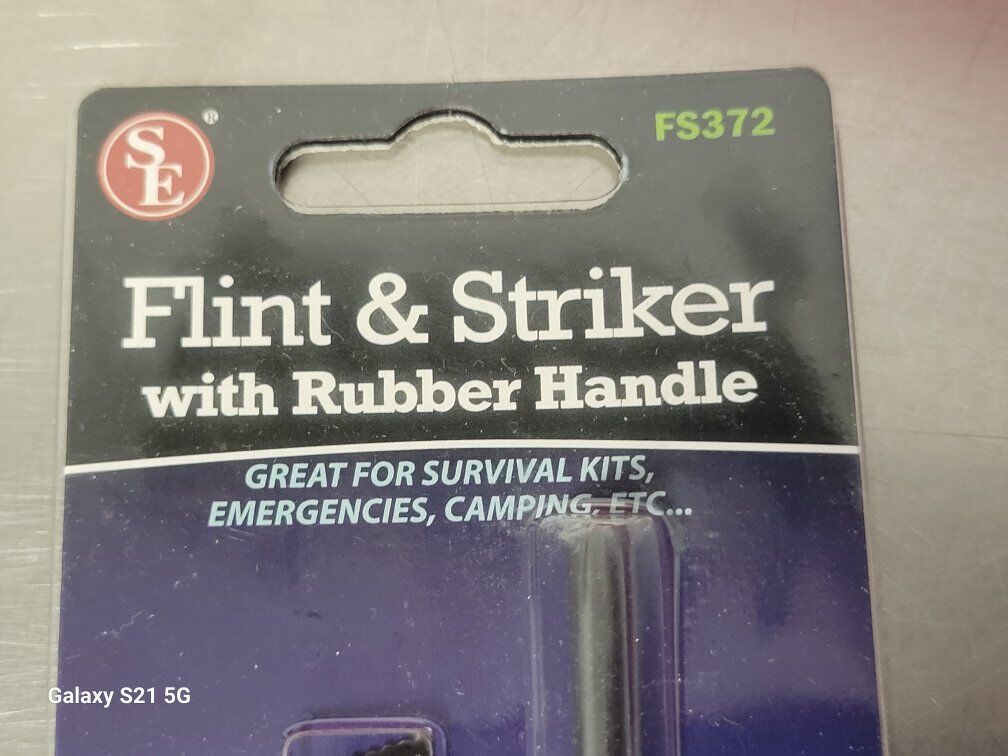 SE ®
FS372
Flint & Striker
with Rubber Handle
GREAT FOR SURVIVAL KITS,
EMERGENCIES, CAMPING, ETC...
Galaxy S21 5G